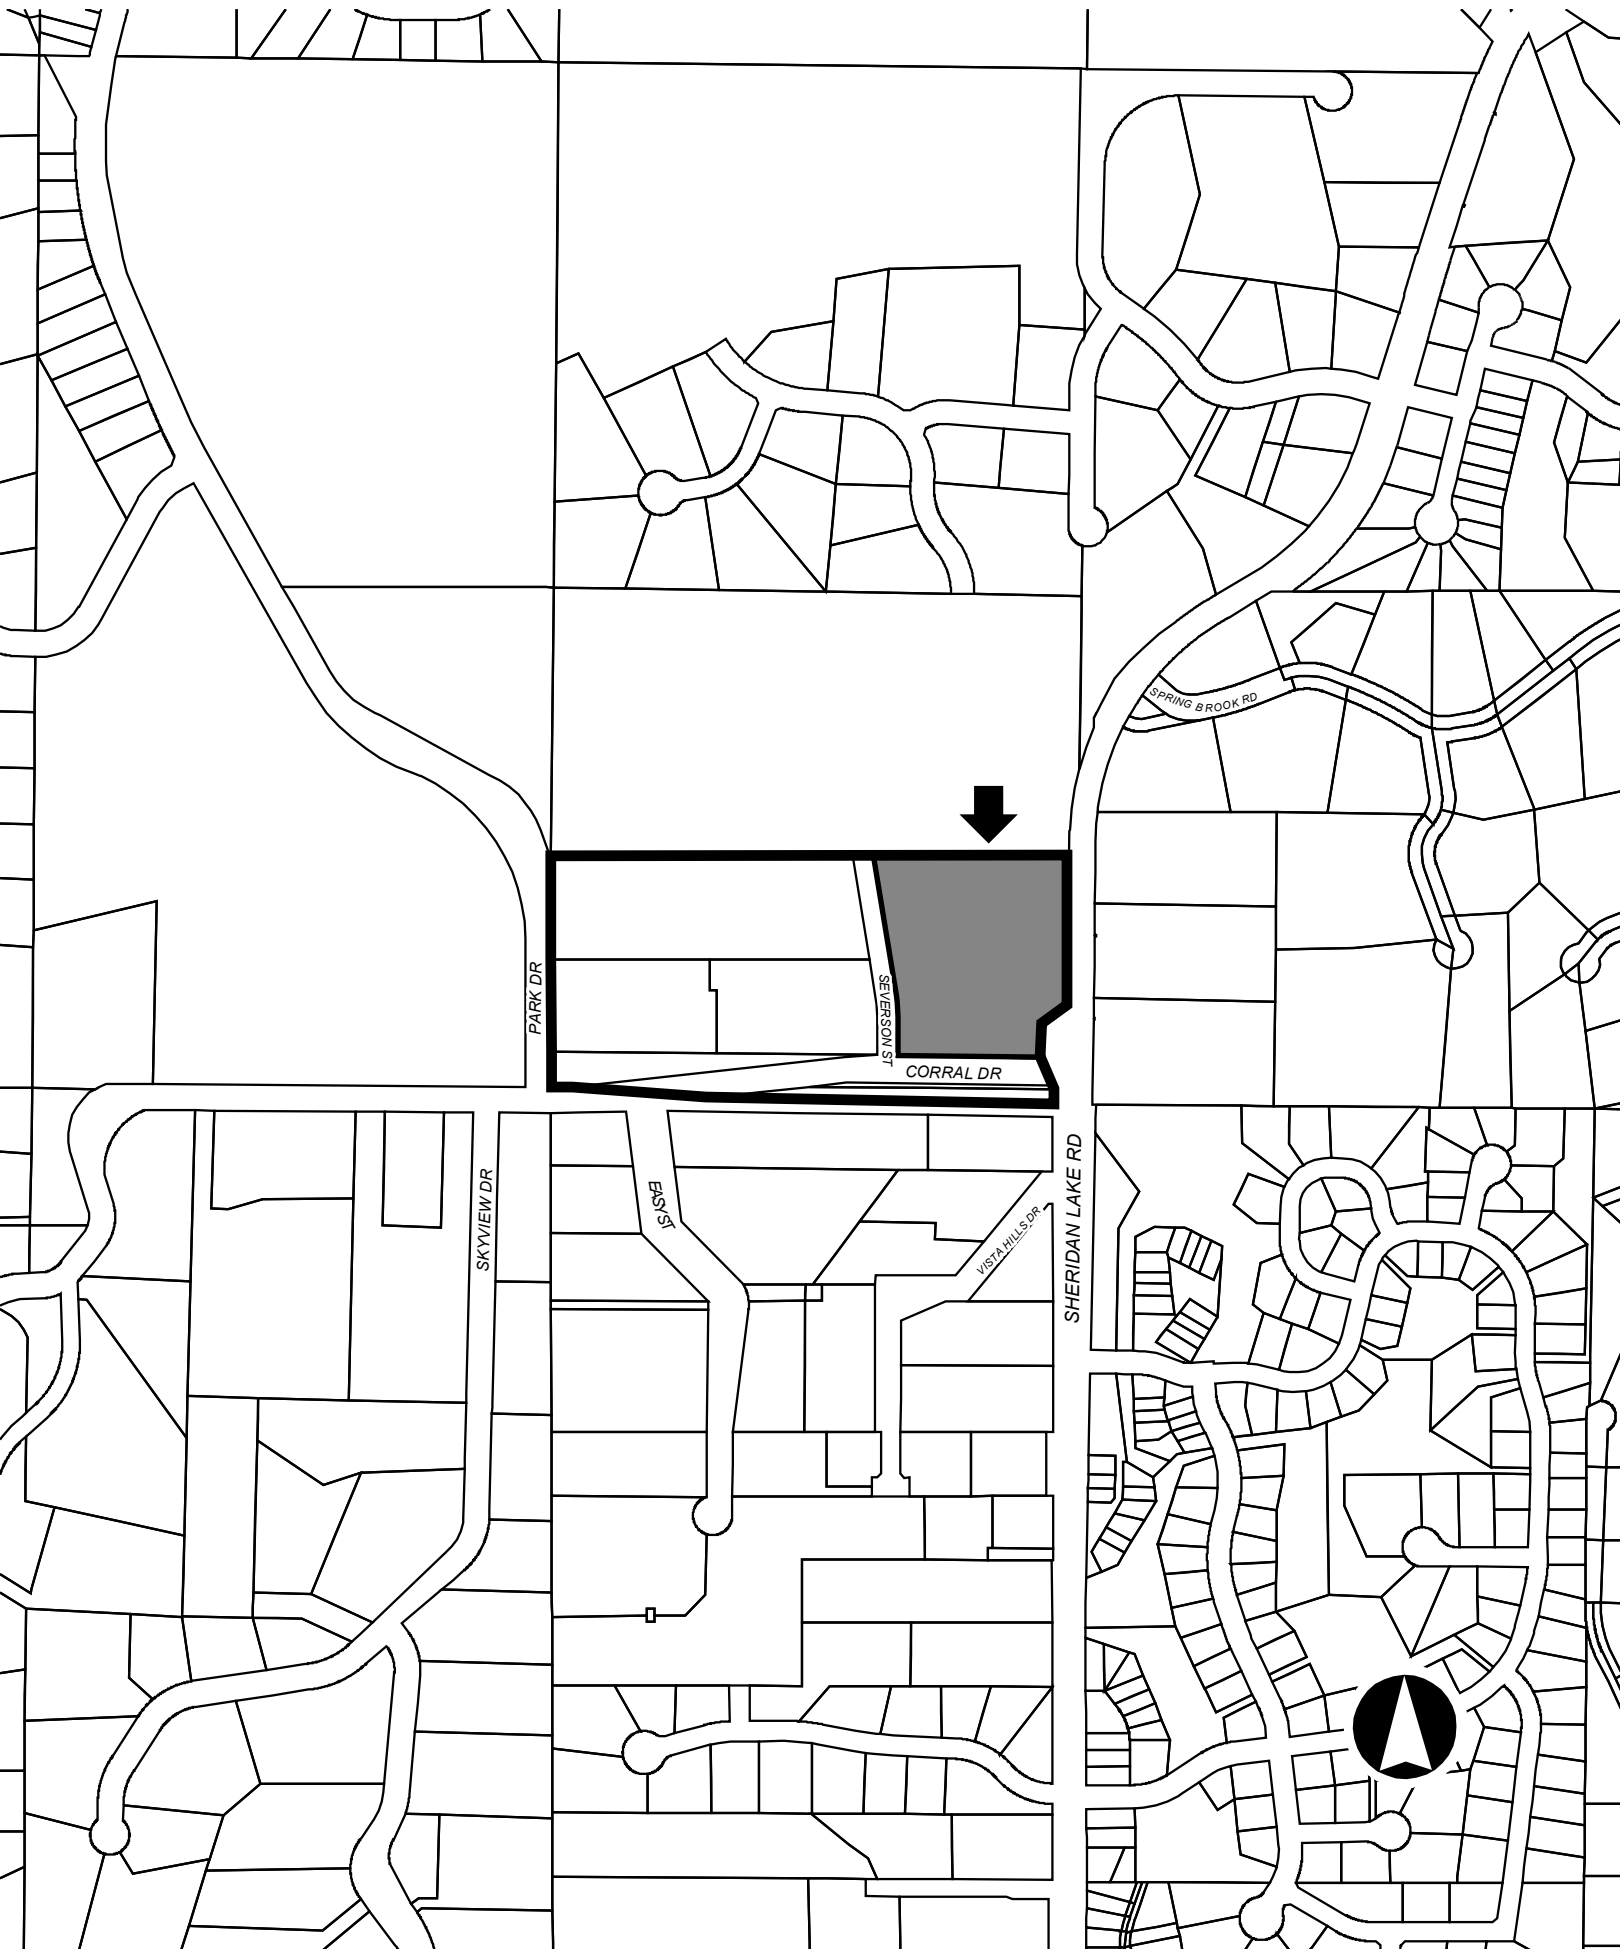 SPRING BROOK RD
PARK DR
SEVERSON ST
CORRAL DR
SKYVIEW DR
EASY ST
VISTA HILLS DR
SHERIDAN LAKE RD